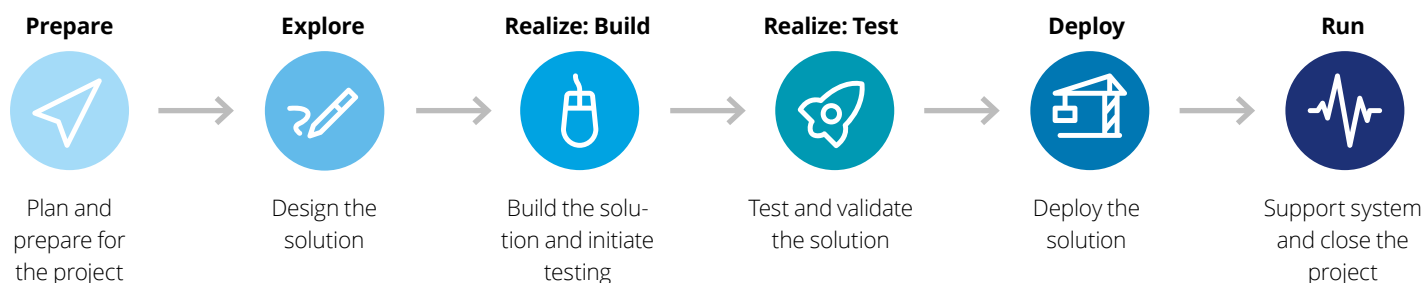 Prepare
Explore
Realize: Build
Realize: Test
Deploy
Run
Plan and
prepare for
the project
Design the
solution
Build the solu-
tion and initiate
testing
Test and validate
the solution
Deploy the
solution
Support system
and close the
project